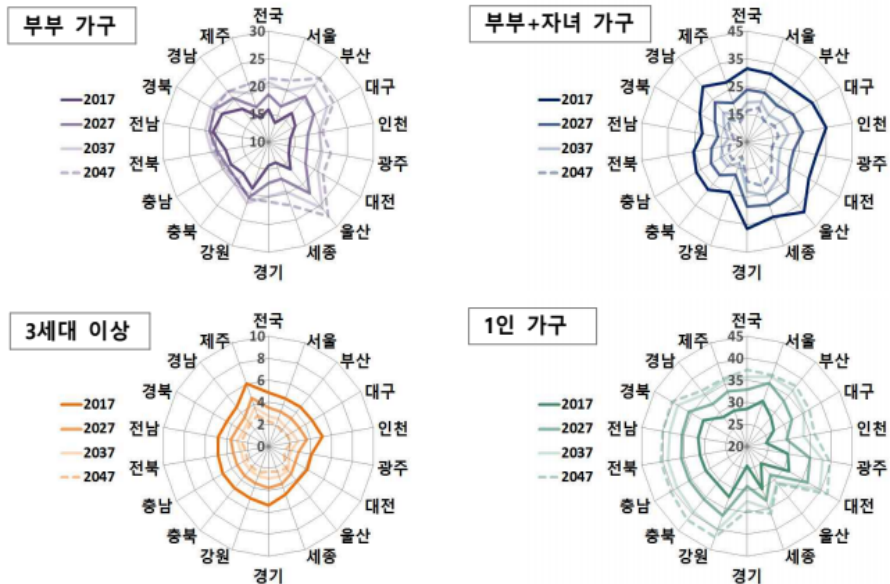 부부 가구
전국
30
25
20
15
10
서울
부산
대구
인천
광주
대전
울산
세종
경기
강원
충북
충남
전북
전남
경북
경남
제주
2017
2027
2037
2047
부부+자녀 가구
전국
45
35
25
15
5
서울
부산
대구
인천
광주
대전
울산
세종
경기
강원
충북
충남
전북
전남
경북
경남
제주
2017
2027
2037
2047
3세대 이상
전국
10
8
6
4
2
0
서울
부산
대구
인천
광주
대전
울산
세종
경기
강원
충북
충남
전북
전남
경북
경남
제주
2017
2027
2037
2047
1인 가구
전국
45
40
35
30
25
20
서울
부산
대구
인천
광주
대전
울산
세종
경기
강원
충북
충남
전북
전남
경북
경남
제주
2017
2027
2037
2047